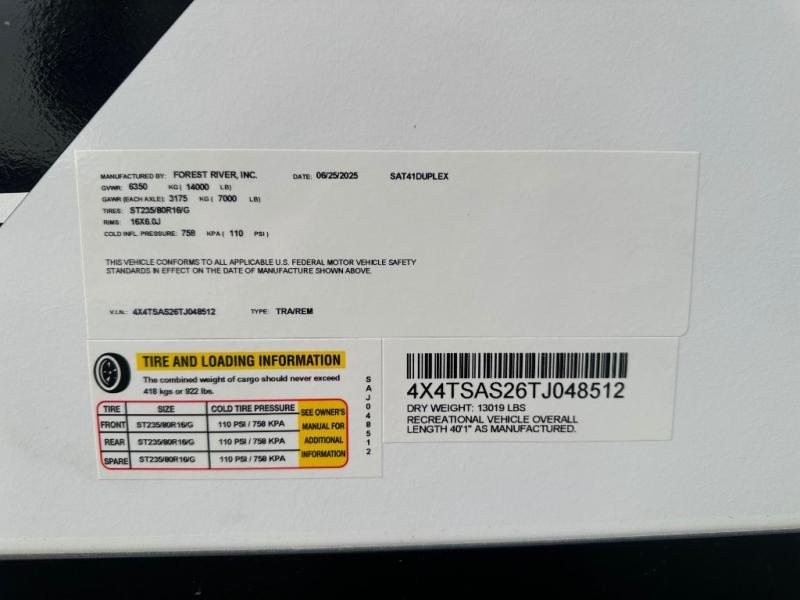 MANUFACTURED BY: FOREST RIVER, INC. DATE: 06/25/2025 SAT41DUPLEX
GVWR: 6350 KG ( 14000 LB)
GAWR (EACH AXLE): 3175 KG ( 7000 LB)
TIRES: ST235/80R16/G
RIMS: 16X6.0J
COLD INFL. PRESSURE: 758 KPA ( 110 PSI )
THIS VEHICLE CONFORMS TO ALL APPLICABLE U.S. FEDERAL MOTOR VEHICLE SAFETY
STANDARDS IN EFFECT ON THE DATE OF MANUFACTURE SHOWN ABOVE.
V.I.N.: 4X4TSAS26TJ048512 TYPE: TRA/REM
TIRE AND LOADING INFORMATION
The combined weight of cargo should never exceed
418 kgs or 922 lbs.
TIRE SIZE COLD TIRE PRESSURE SEE OWNER'S
FRONT ST235/80R16/G 110 PSI / 758 KPA MANUAL FOR
REAR ST235/80R16/G 110 PSI / 758 KPA ADDITIONAL
SPARE ST235/80R16/G 110 PSI / 758 KPA INFORMATION
SAJ048512
4X4TSAS26TJ048512
DRY WEIGHT: 13019 LBS
RECREATIONAL VEHICLE OVERALL
LENGTH 40'1" AS MANUFACTURED.